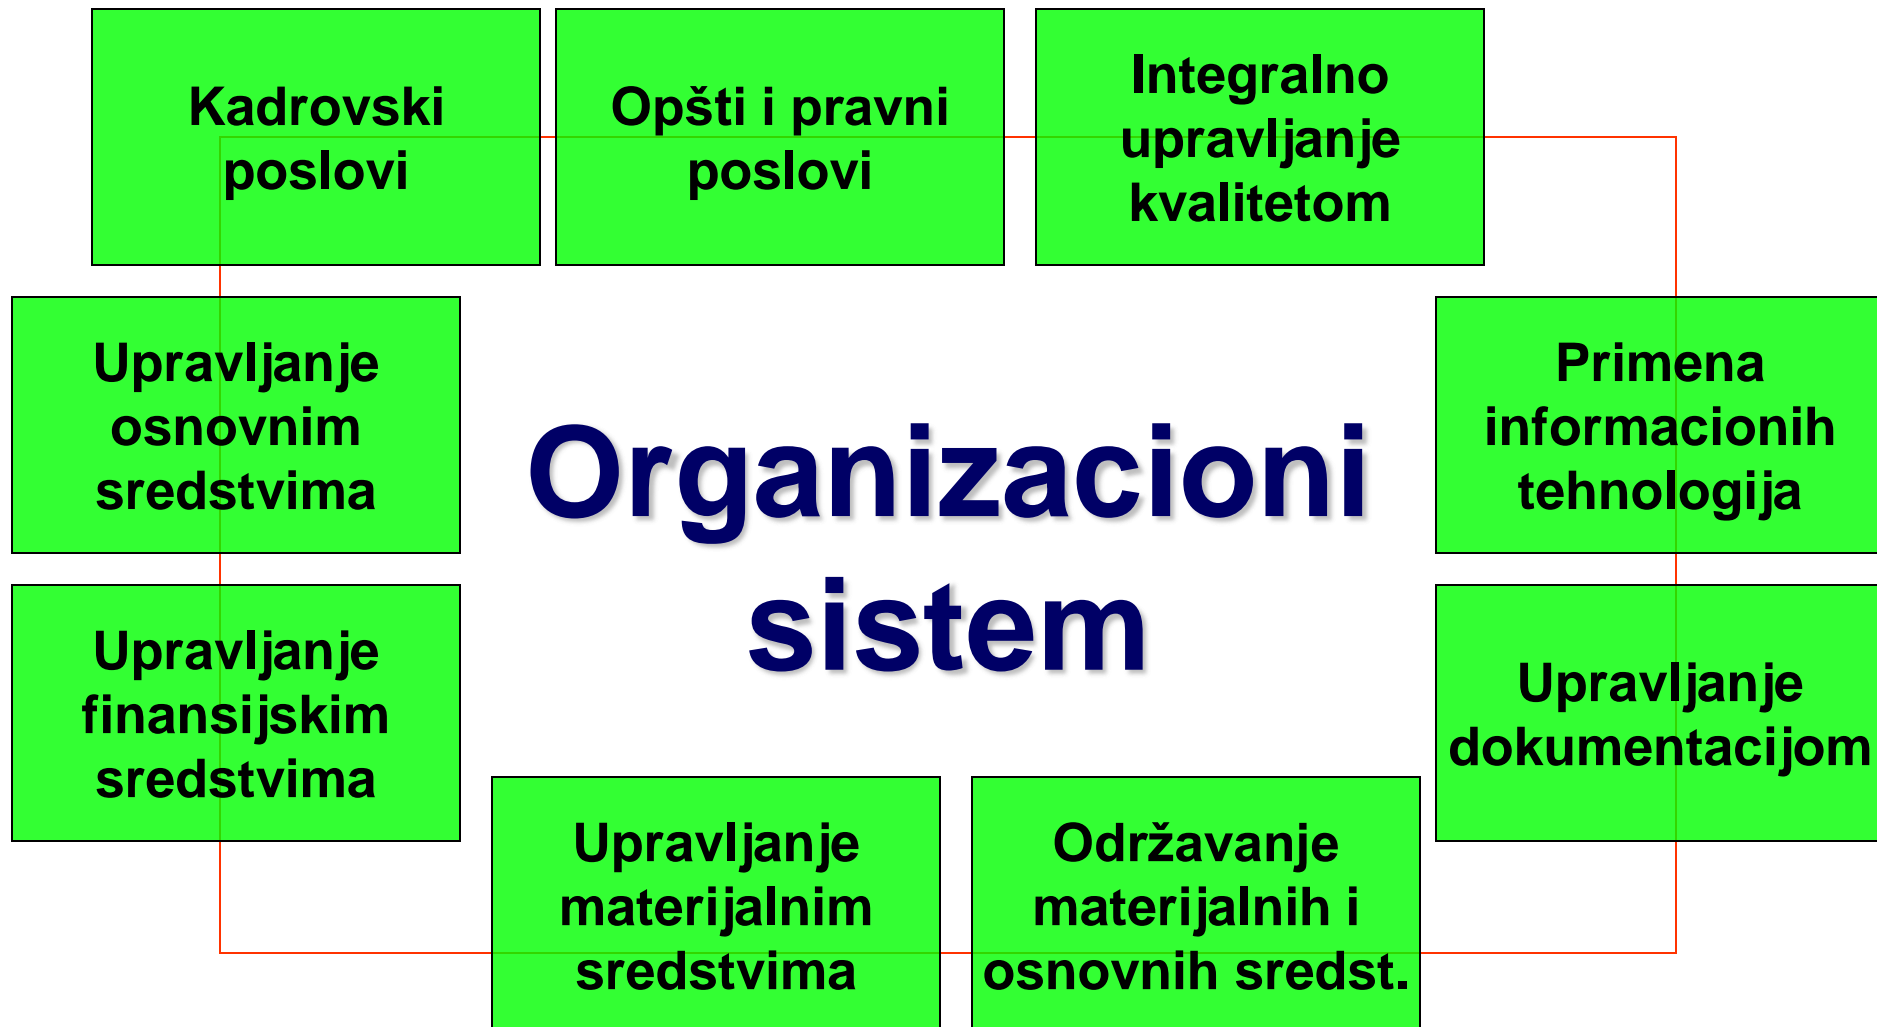 Kadrovski
poslovi
Opšti i pravni
poslovi
Integralno
upravljanje
kvalitetom
Upravljanje
osnovnim
sredstvima
Organizacioni
sistem
Primena
informacionih
tehnologija
Upravljanje
finansijskim
sredstvima
Upravljanje
dokumentacijom
Upravljanje
materijalnim
sredstvima
Održavanje
materijalnih i
osnovnih sredst.